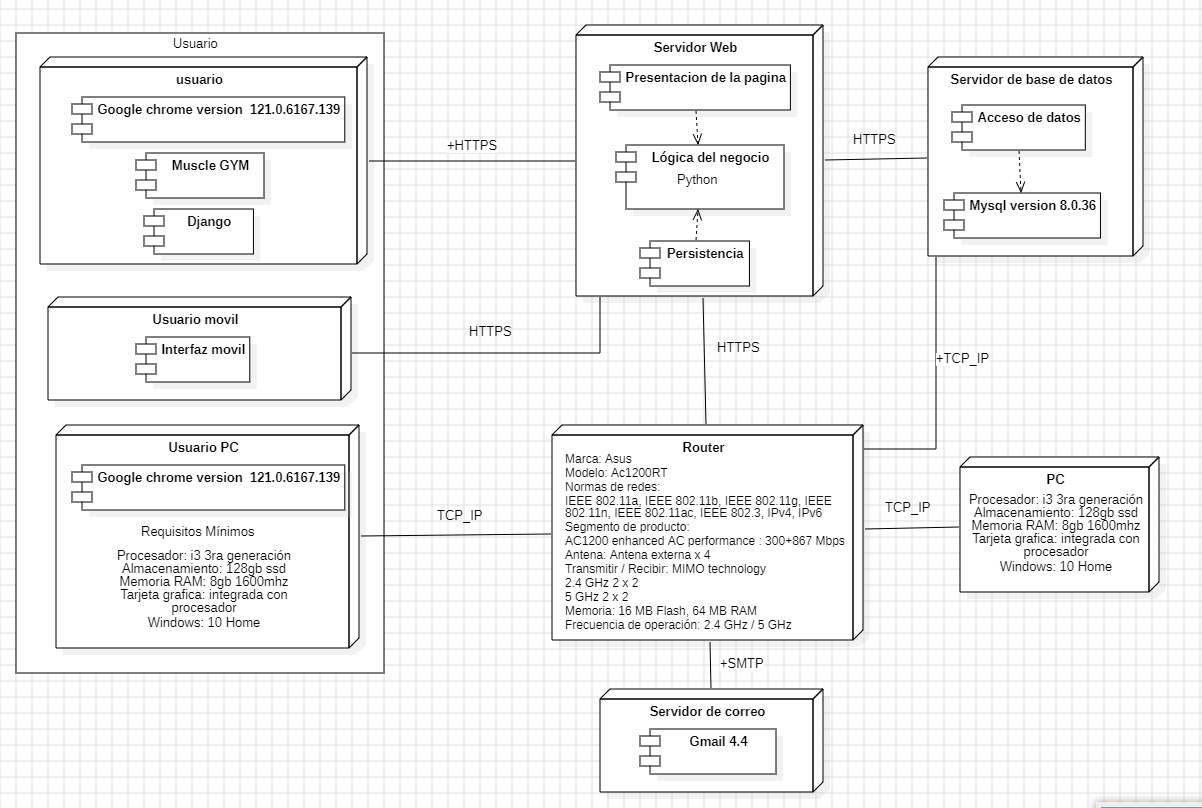 Usuario
usuario
Google chrome version 121.0.6167.139
Muscle GYM
Django
Usuario movil
Interfaz movil
Usuario PC
Google chrome version 121.0.6167.139
Requisitos Mínimos
Procesador: i3 3ra generación
Almacenamiento: 128gb ssd
Memoria RAM: 8gb 1600mhz
Tarjeta grafica: integrada con
procesador
Windows: 10 Home
+HTTPS
HTTPS
TCP_IP
Servidor Web
Presentacion de la pagina
Lógica del negocio
Python
Persistencia
HTTPS
HTTPS
Servidor de base de datos
Acceso de datos
Mysql version 8.0.36
+TCP_IP
Router
Marca: Asus
Modelo: Ac1200RT
Normas de redes:
IEEE 802.11a, IEEE 802.11b, IEEE 802.11g, IEEE
802.11n, IEEE 802.11ac, IEEE 802.3, IPv4, IPv6
Segmento de producto:
AC1200 enhanced AC performance : 300+867 Mbps
Antena: Antena externa x 4
Transmitir / Recibir: MIMO technology
2.4 GHz 2 x 2
5 GHz 2 x 2
Memoria: 16 MB Flash, 64 MB RAM
Frecuencia de operación: 2.4 GHz / 5 GHz
TCP_IP
PC
Procesador: i3 3ra generación
Almacenamiento: 128gb ssd
Memoria RAM: 8gb 1600mhz
Tarjeta grafica: integrada con
procesador
Windows: 10 Home
+SMTP
Servidor de correo
Gmail 4.4